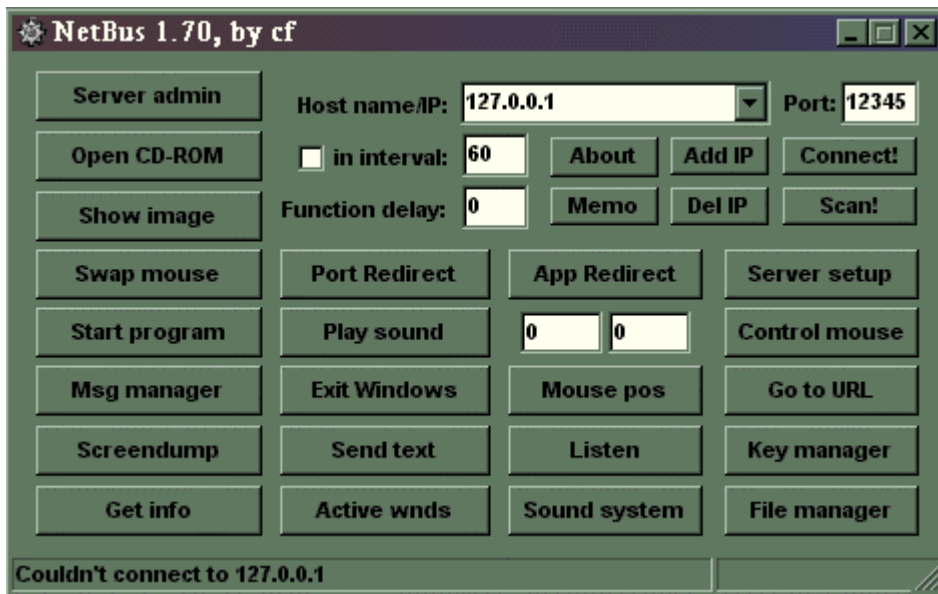 NetBus 1.70, by cf
Server admin
Host name/IP: 127.0.0.1 Port: 12345
Open CD-ROM in interval: 60 About Add IP Connect!
Show image Function delay: 0 Memo Del IP Scan!
Swap mouse Port Redirect App Redirect Server setup
Start program Play sound 0 0 Control mouse
Msg manager Exit Windows Mouse pos Go to URL
Screendump Send text Listen Key manager
Get info Active wnds Sound system File manager
Couldn't connect to 127.0.0.1